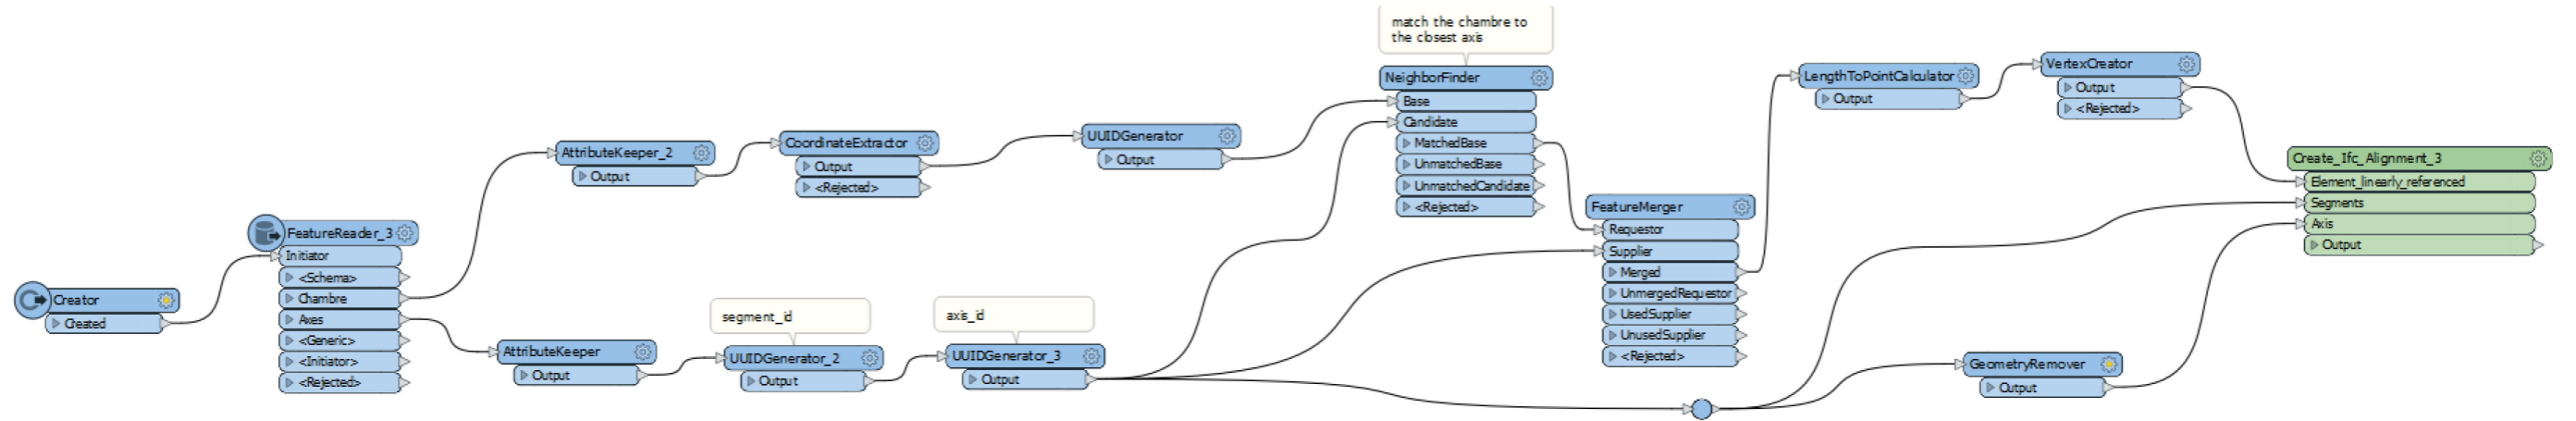 Creator
Created
FeatureReader_3
Initiator
<Schema>
Chambre
Axes
<Generic>
<Initiator>
<Rejected>
AttributeKeeper_2
Output
CoordinateExtractor
Output
<Rejected>
UUIDGenerator
Output
AttributeKeeper
Output
segment_id
UUIDGenerator_2
Output
axis_id
UUIDGenerator_3
Output
match the chambre to
the closest axis
NeighborFinder
Base
Candidate
MatchedBase
UnmatchedBase
UnmatchedCandidate
<Rejected>
FeatureMerger
Requestor
Supplier
Merged
UnmergedRequestor
UsedSupplier
UnusedSupplier
<Rejected>
LengthToPointCalculator
Output
VertexCreator
Output
<Rejected>
GeometryRemover
Output
Create_Ifc_Alignment_3
Element_linearly_referenced
Segments
Axis
Output